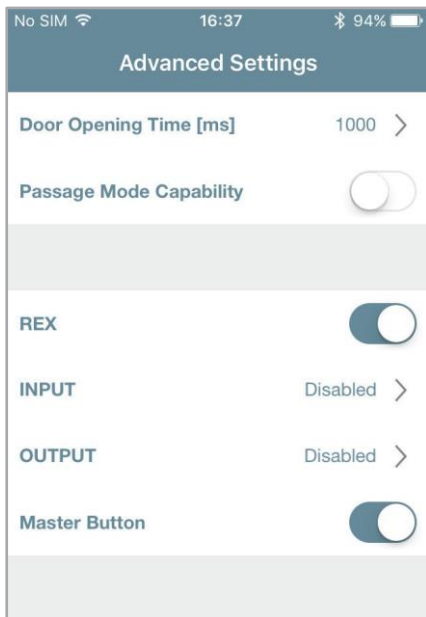 No SIM 16:37 94%
Advanced Settings
Door Opening Time [ms] 1000
Passage Mode Capability
REX
INPUT Disabled
OUTPUT Disabled
Master Button